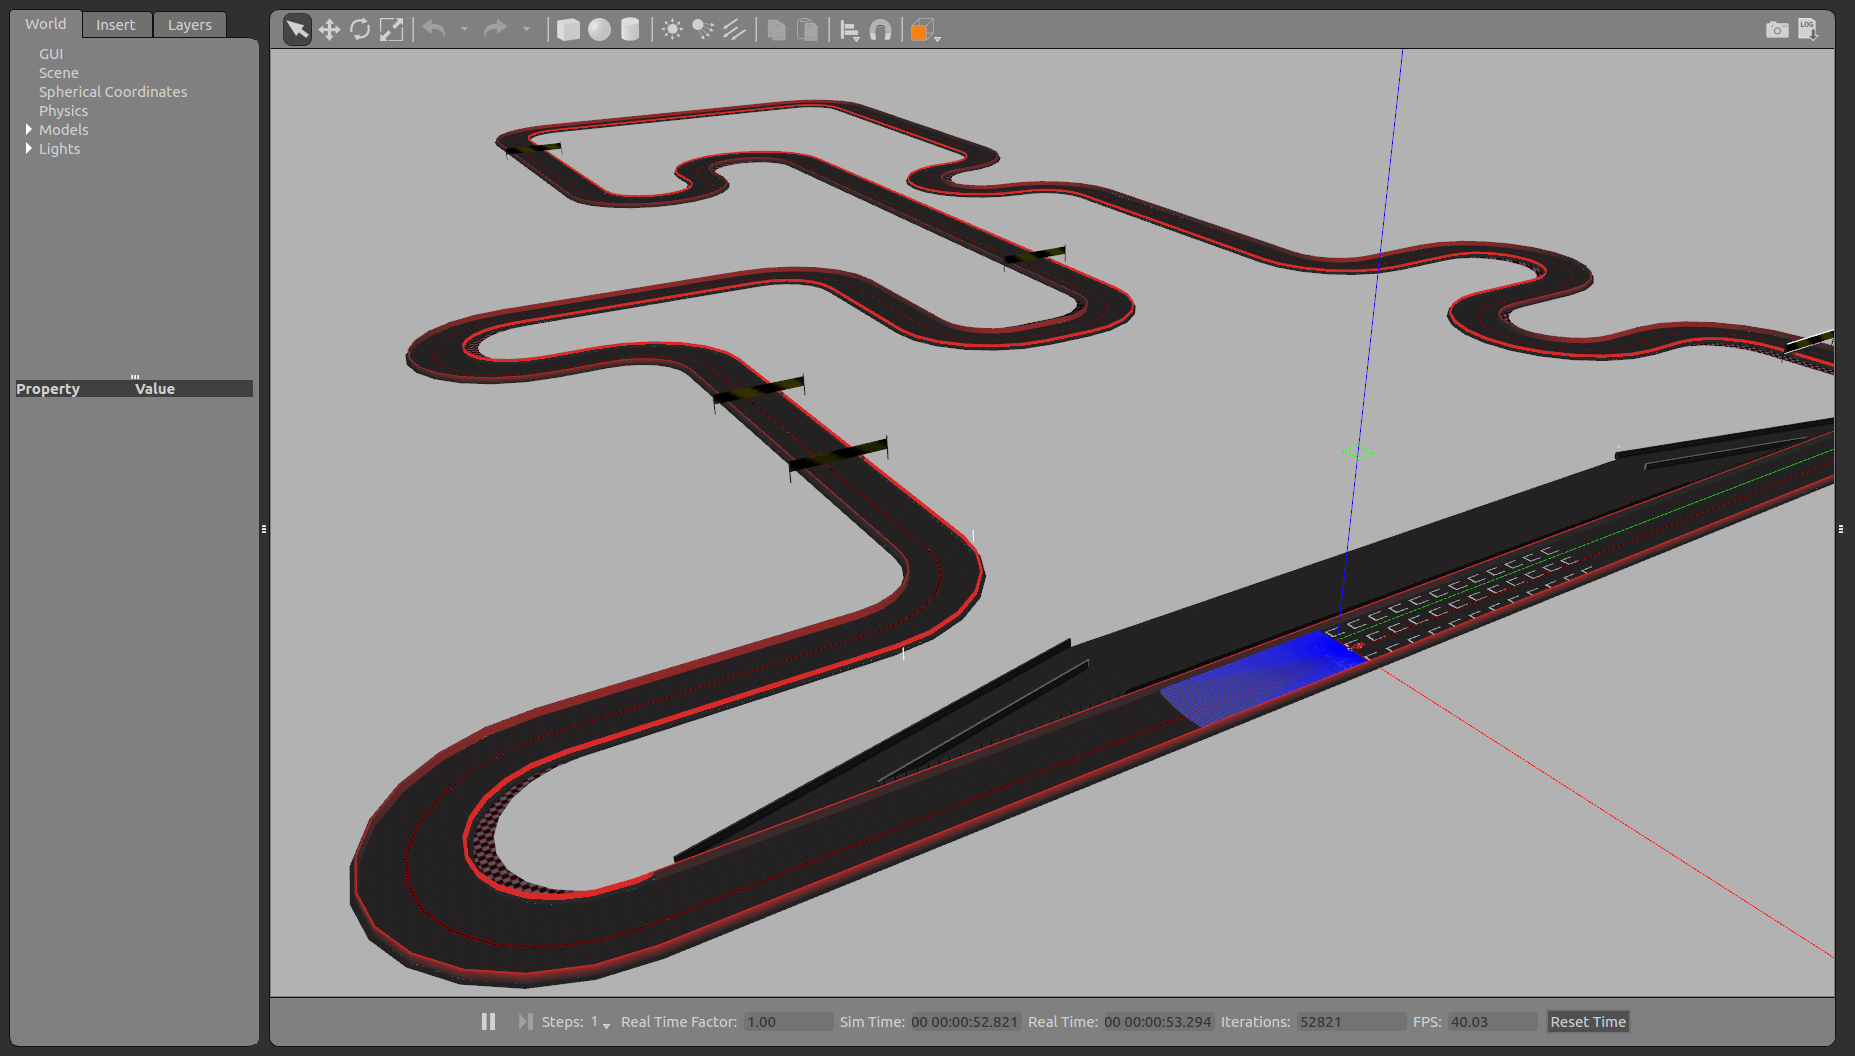 World Insert Layers
LOG
GUI
Scene
Spherical Coordinates
Physics
Models
Lights
Property Value
Steps: 1 Real Time Factor: 1.00 Sim Time: 00 00:00:52.821 Real Time: 00 00:00:53.294 Iterations: 52821 FPS: 40.03 Reset Time